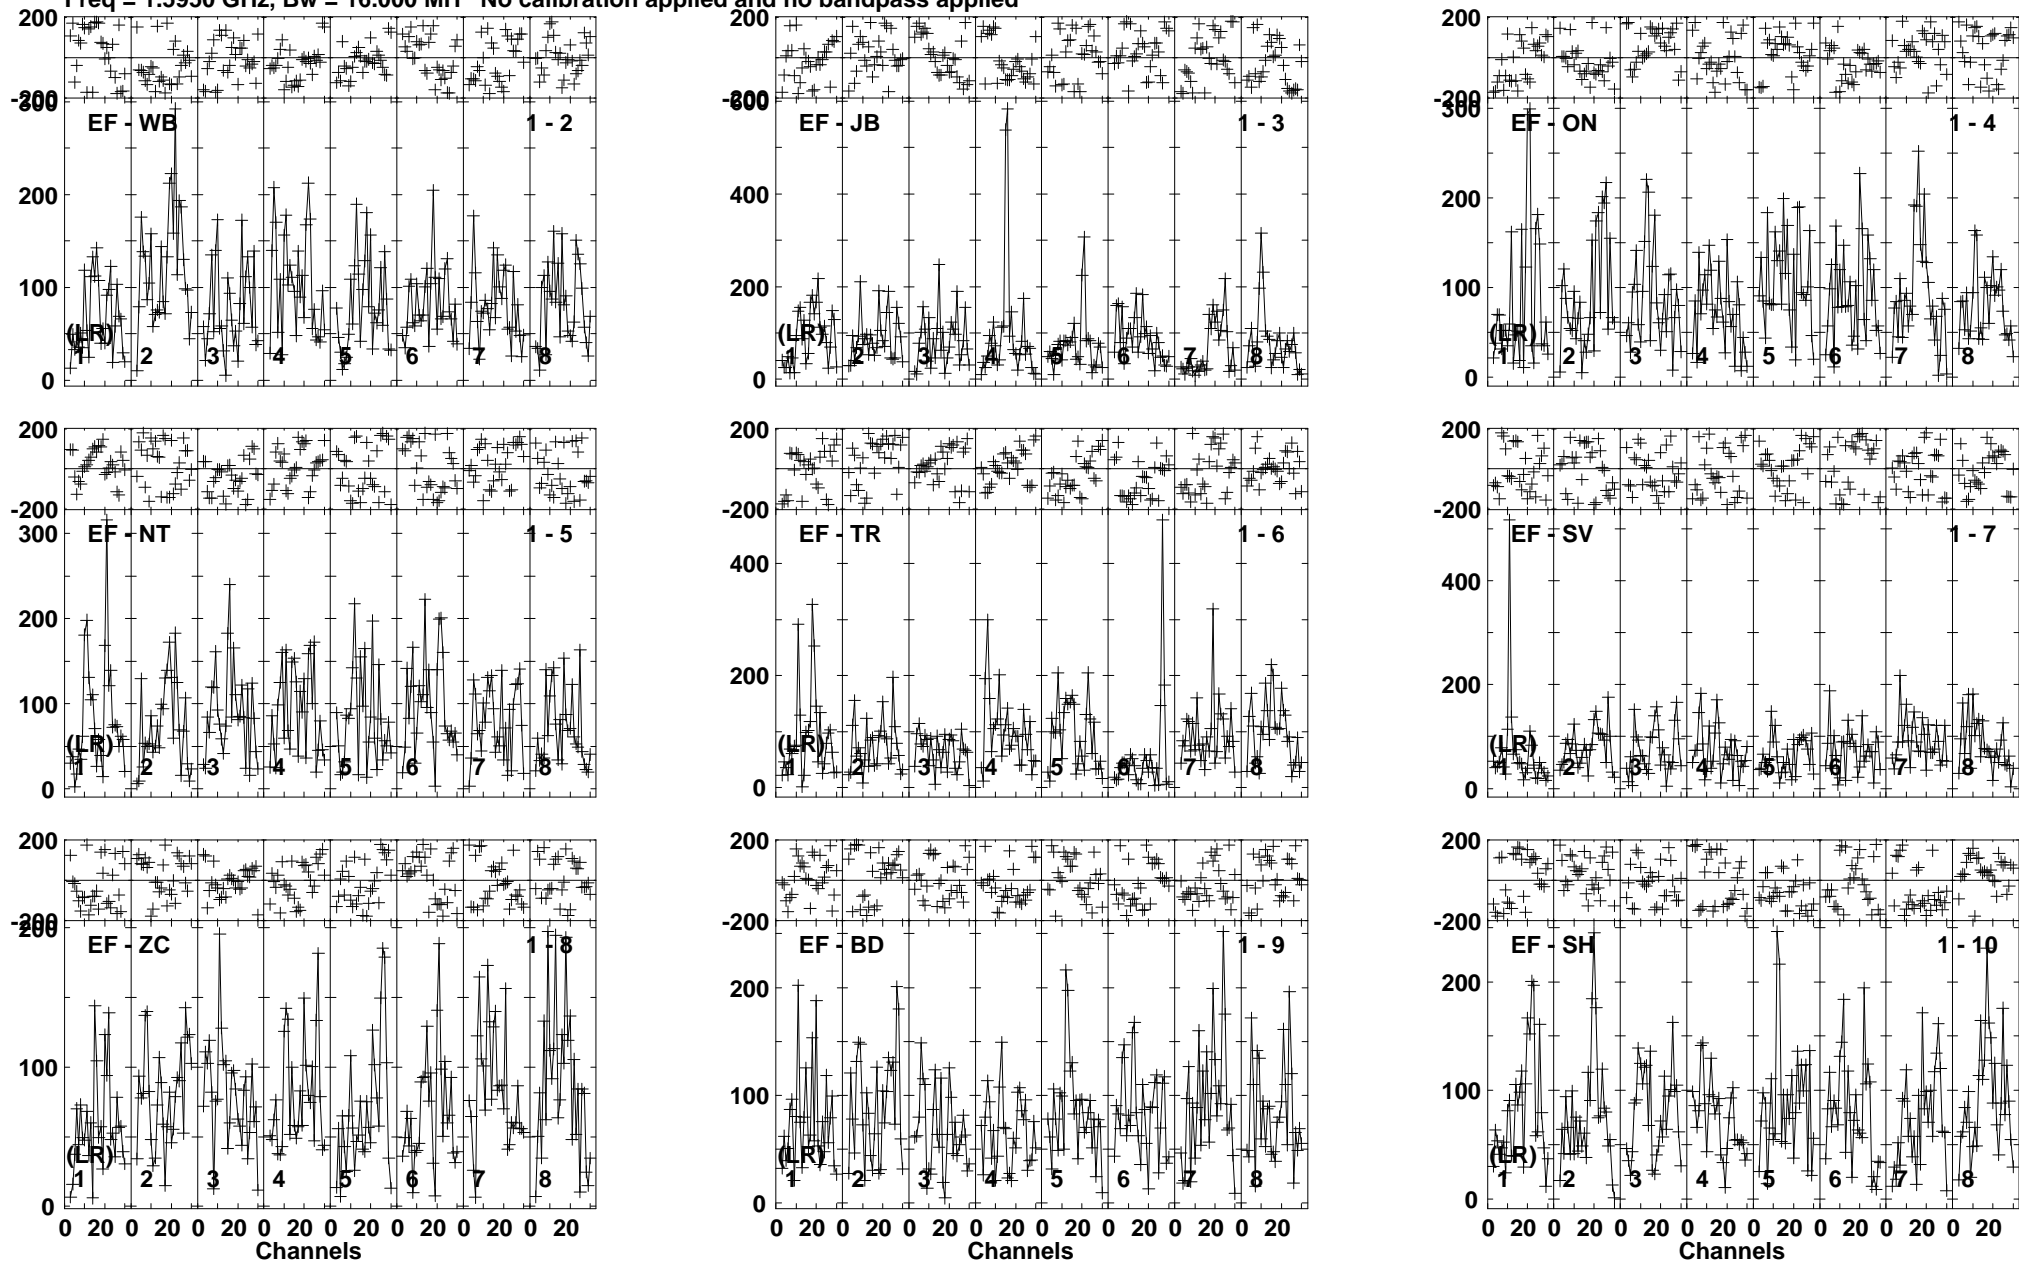 Freq = 1.5950 GHz, Bw = 16.000 MH No calibration applied and no bandpass applied
200 200 200
-200 -200 -200
300 600 300
EF - WB 1 - 2 EF - JB 1 - 3 EF - ON 1 - 4
200 400 200
100 200 100
(LR) (LR) (LR)
1 2 3 4 5 6 7 8 1 2 3 4 5 6 7 8 1 2 3 4 5 6 7 8
0 0 0
200 200 200
-200 -200 -200
300
EF - NT 1 - 5 EF - TR 1 - 6 EF - SV 1 - 7
400 400
200 200 200
100
(LR) (LR) (LR)
1 2 3 4 5 6 7 8 1 2 3 4 5 6 7 8 1 2 3 4 5 6 7 8
0 0 0
200 200 200
-200 -200 -200
200
EF - ZC 1 - 8 EF - BD 1 - 9 EF - SH 1 - 10
200 200
100 100 100
(LR) (LR) (LR)
1 2 3 4 5 6 7 8 1 2 3 4 5 6 7 8 1 2 3 4 5 6 7 8
0 0 0
0 20 0 20 0 20 0 20 0 20 0 20 0 20 0 20 0 20 0 20 0 20 0 20 0 20 0 20 0 20 0 20 0 20 0 20 0 20 0 20 0 20 0 20 0 20 0 20
Channels Channels Channels